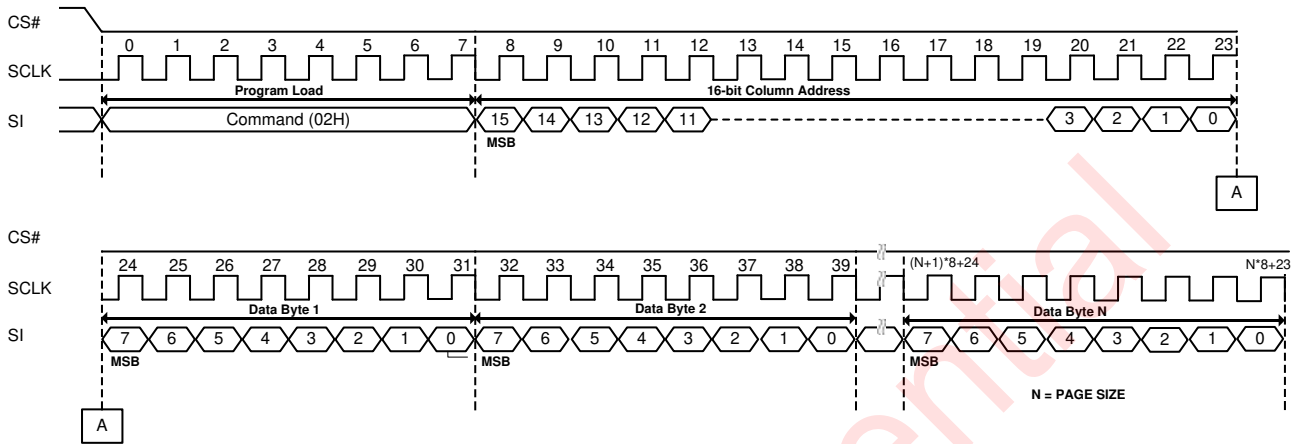 CS#
0 1 2 3 4 5 6 7 8 9 10 11 12 13 14 15 16 17 18 19 20 21 22 23
SCLK
Program Load 16-bit Column Address
SI Command (02H) 15 14 13 12 11 3 2 1 0
MSB
A
CS#
24 25 26 27 28 29 30 31 32 33 34 35 36 37 38 39 (N+1)*8+24 N*8+23
SCLK
Data Byte 1 Data Byte 2 Data Byte N
SI 7 6 5 4 3 2 1 0 7 6 5 4 3 2 1 0 7 6 5 4 3 2 1 0
MSB MSB MSB
N = PAGE SIZE
A